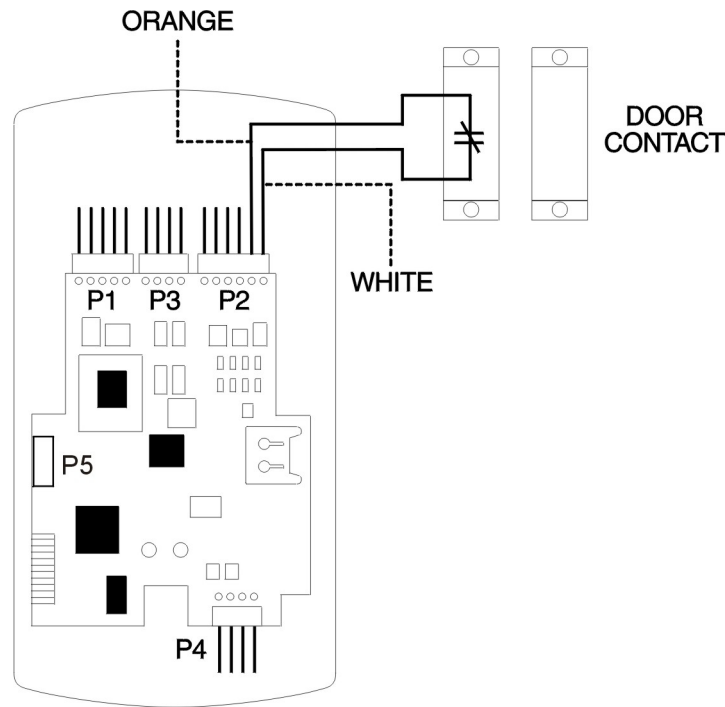 ORANGE
DOOR
CONTACT
WHITE
P1 P3 P2
P5
P4